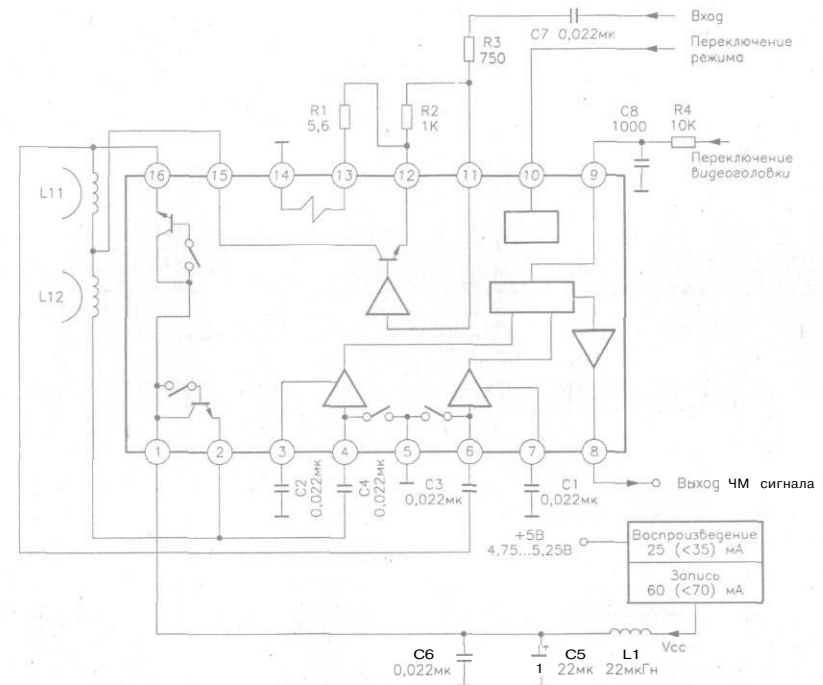 Вход
C7 0,022мк
R3
750
Переключение
режима
R1
5,6
R2
1K
C8
1000
R4
10K
Переключение
видеоголовки
16
15
14
13
12
11
10
9
L11
L12
1
2
3
4
5
6
7
8
C2
0,022мк
C4
0,022мк
C3
0,022мк
C1
0,022мк
Выход ЧМ сигнала
+5В
4,75...5,25В
Воспроизведение
25 (<35) мА
Запись
60 (<70) мА
Vcc
C6
0,022мк
+
1
C5
22мк
L1
22мкГн